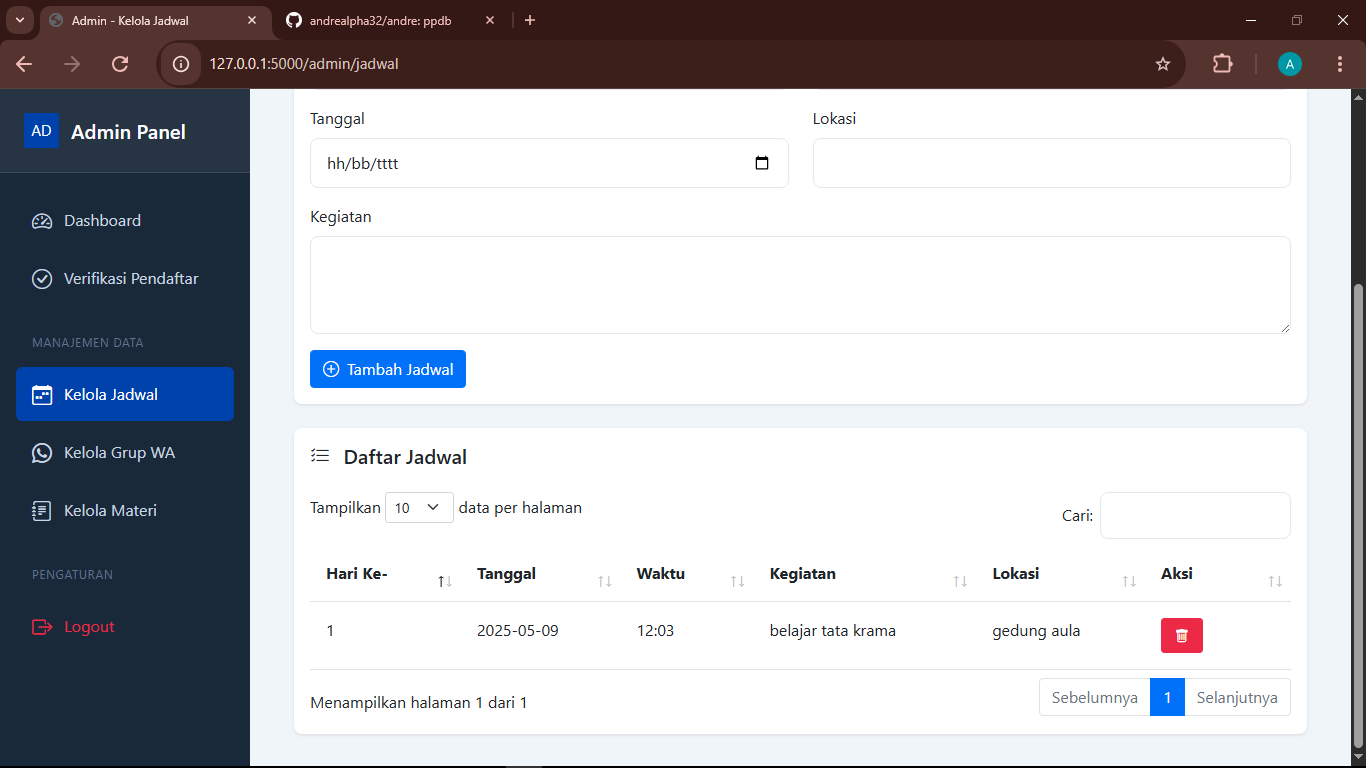 Admin - Kelola Jadwal
andrealpha32/andre: ppdb
127.0.0.1:5000/admin/jadwal
A
AD Admin Panel
Dashboard
Verifikasi Pendaftar
MANAJEMEN DATA
Kelola Jadwal
Kelola Grup WA
Kelola Materi
PENGATURAN
Logout
Tanggal Lokasi
hh/bb/tttt
Kegiatan
Tambah Jadwal
Daftar Jadwal
Tampilkan 10 data per halaman
Cari:
Hari Ke- Tanggal Waktu Kegiatan Lokasi Aksi
1 2025-05-09 12:03 belajar tata krama gedung aula
Menampilkan halaman 1 dari 1
Sebelumnya 1 Selanjutnya